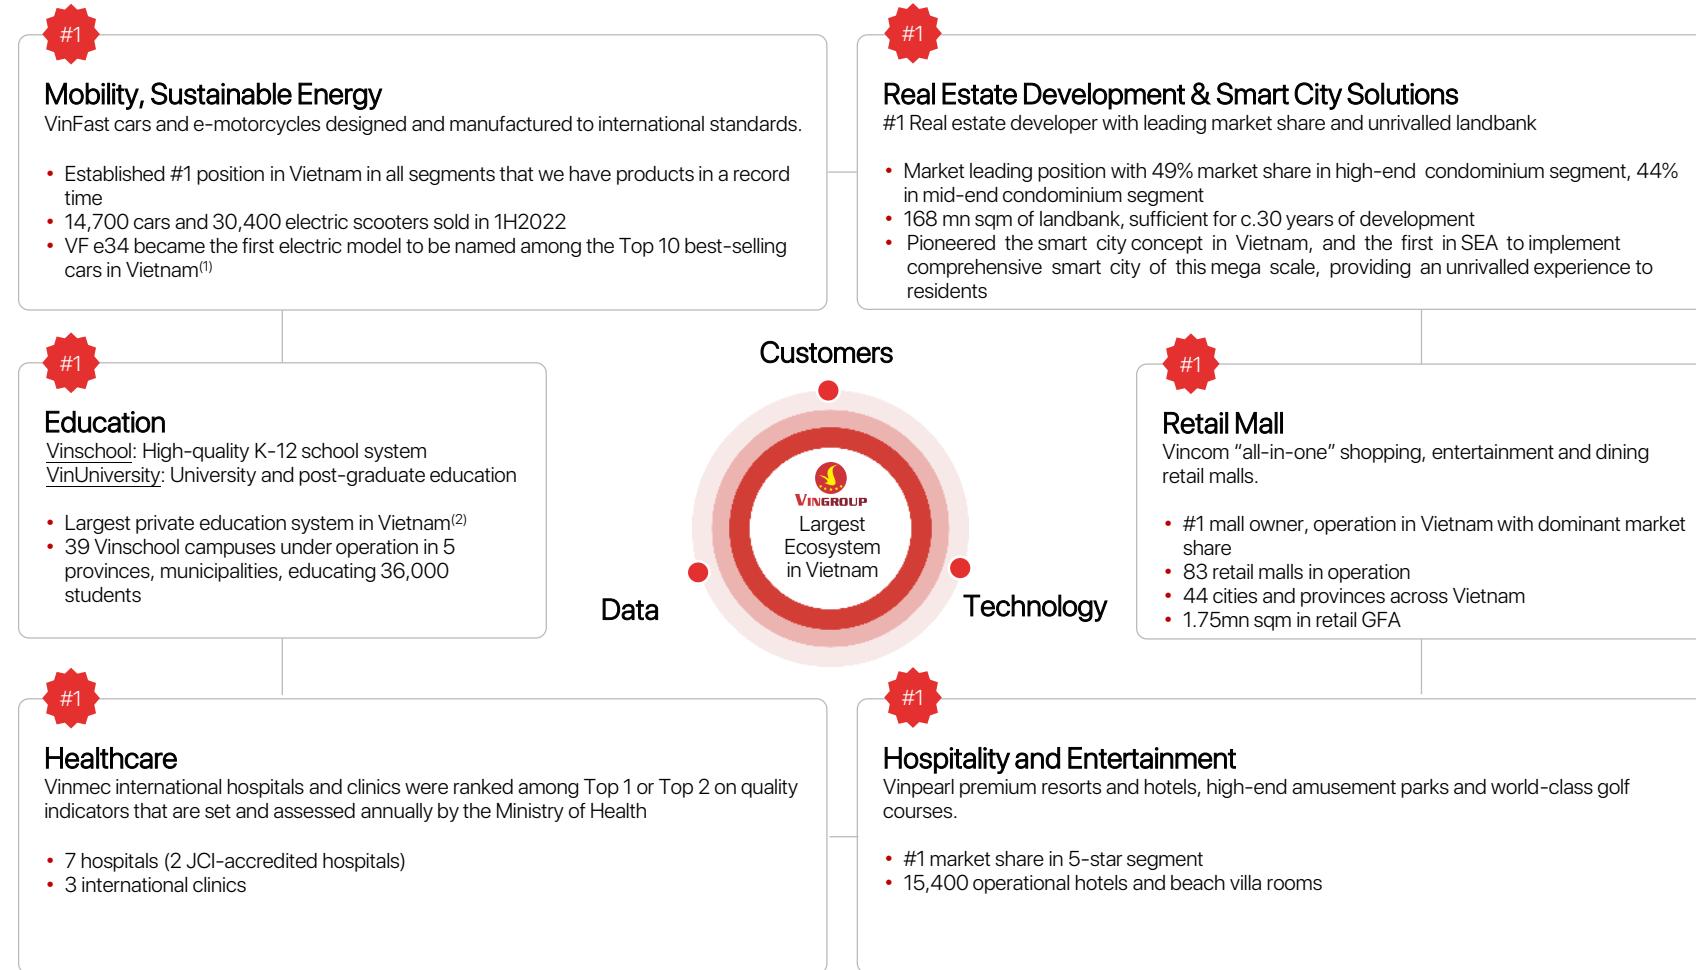 #1
Mobility, Sustainable Energy
VinFast cars and e-motorcycles designed and manufactured to international standards.
• Established #1 position in Vietnam in all segments that we have products in a record
time
• 14,700 cars and 30,400 electric scooters sold in 1H2022
• VF e34 became the first electric model to be named among the Top 10 best-selling
cars in Vietnam(1)
#1
Real Estate Development & Smart City Solutions
#1 Real estate developer with leading market share and unrivalled landbank
• Market leading position with 49% market share in high-end condominium segment, 44%
in mid-end condominium segment
• 168 mn sqm of landbank, sufficient for c.30 years of development
• Pioneered the smart city concept in Vietnam, and the first in SEA to implement
comprehensive smart city of this mega scale, providing an unrivalled experience to
residents
#1
Education
Vinschool: High-quality K-12 school system
VinUniversity: University and post-graduate education
• Largest private education system in Vietnam(2)
• 39 Vinschool campuses under operation in 5
provinces, municipalities, educating 36,000
students
Customers
VINGROUP
Largest
Ecosystem
in Vietnam
Data
Technology
#1
Retail Mall
Vincom “all-in-one” shopping, entertainment and dining
retail malls.
• #1 mall owner, operation in Vietnam with dominant market
share
• 83 retail malls in operation
• 44 cities and provinces across Vietnam
• 1.75mn sqm in retail GFA
#1
Healthcare
Vinmec international hospitals and clinics were ranked among Top 1 or Top 2 on quality
indicators that are set and assessed annually by the Ministry of Health
• 7 hospitals (2 JCI-accredited hospitals)
• 3 international clinics
#1
Hospitality and Entertainment
Vinpearl premium resorts and hotels, high-end amusement parks and world-class golf
courses.
• #1 market share in 5-star segment
• 15,400 operational hotels and beach villa rooms